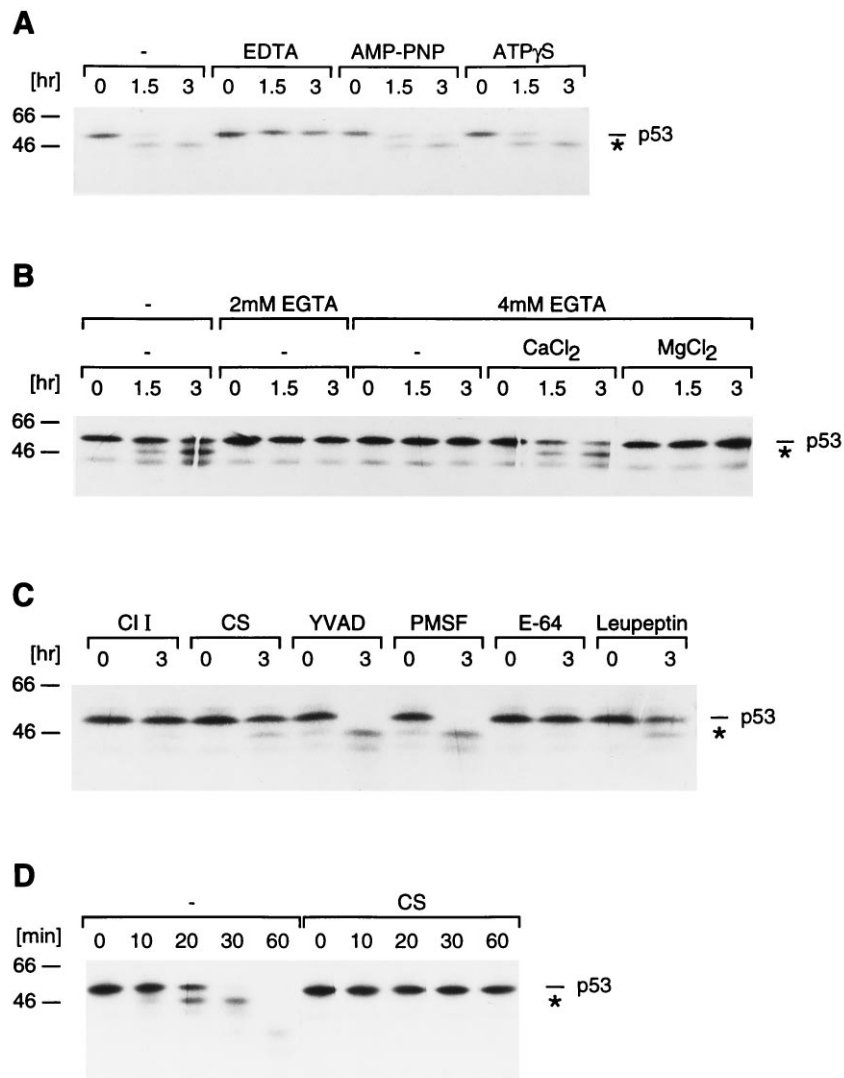 A
- EDTA AMP-PNP ATPγS
[hr] 0 1.5 3 0 1.5 3 0 1.5 3 0 1.5 3
66
p53
46 *
B
- 2mM EGTA 4mM EGTA
- - - CaCl2 MgCl2
[hr] 0 1.5 3 0 1.5 3 0 1.5 3 0 1.5 3 0 1.5 3
66
p53
46 *
C
Cl I CS YVAD PMSF E-64 Leupeptin
[hr] 0 3 0 3 0 3 0 3 0 3 0 3
66
p53
46 *
D
- CS
[min] 0 10 20 30 60 0 10 20 30 60
66
p53
46 *